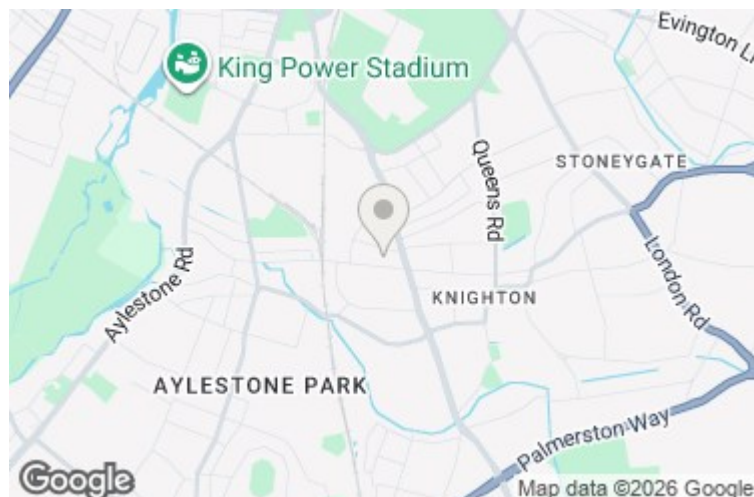 Evington Li
King Power Stadium
Queens Rd
STONEYGATE
London Rd
Aylestone Rd
KNIGHTON
AYLESTONE PARK
Palmerston Way
Google
Map data ©2026 Google